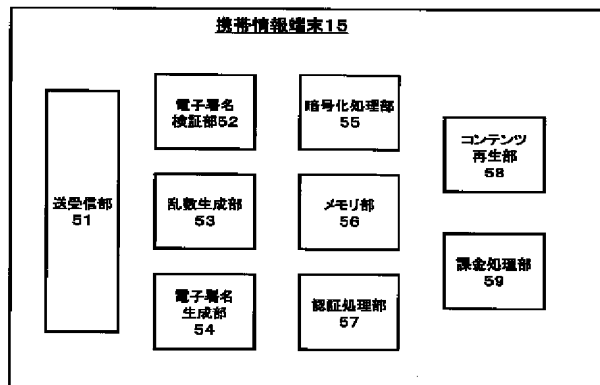 携帯情報端末15
送受信部
51
電子署名
検証部52
乱数生成部
53
電子署名
生成部
54
暗号化処理部
55
メモリ部
56
認証処理部
57
コンテンツ
再生部
58
課金処理部
59